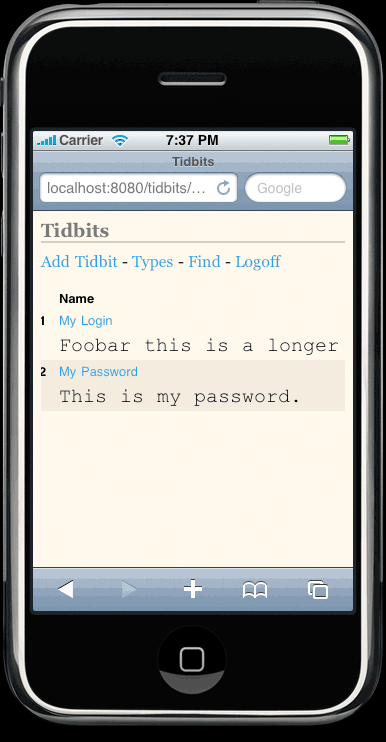 Carrier 7:37 PM
Tidbits
localhost:8080/tidbits/... Google
Tidbits
Add Tidbit - Types - Find - Logoff
Name
1 My Login
Foobar this is a longer
2 My Password
This is my password.